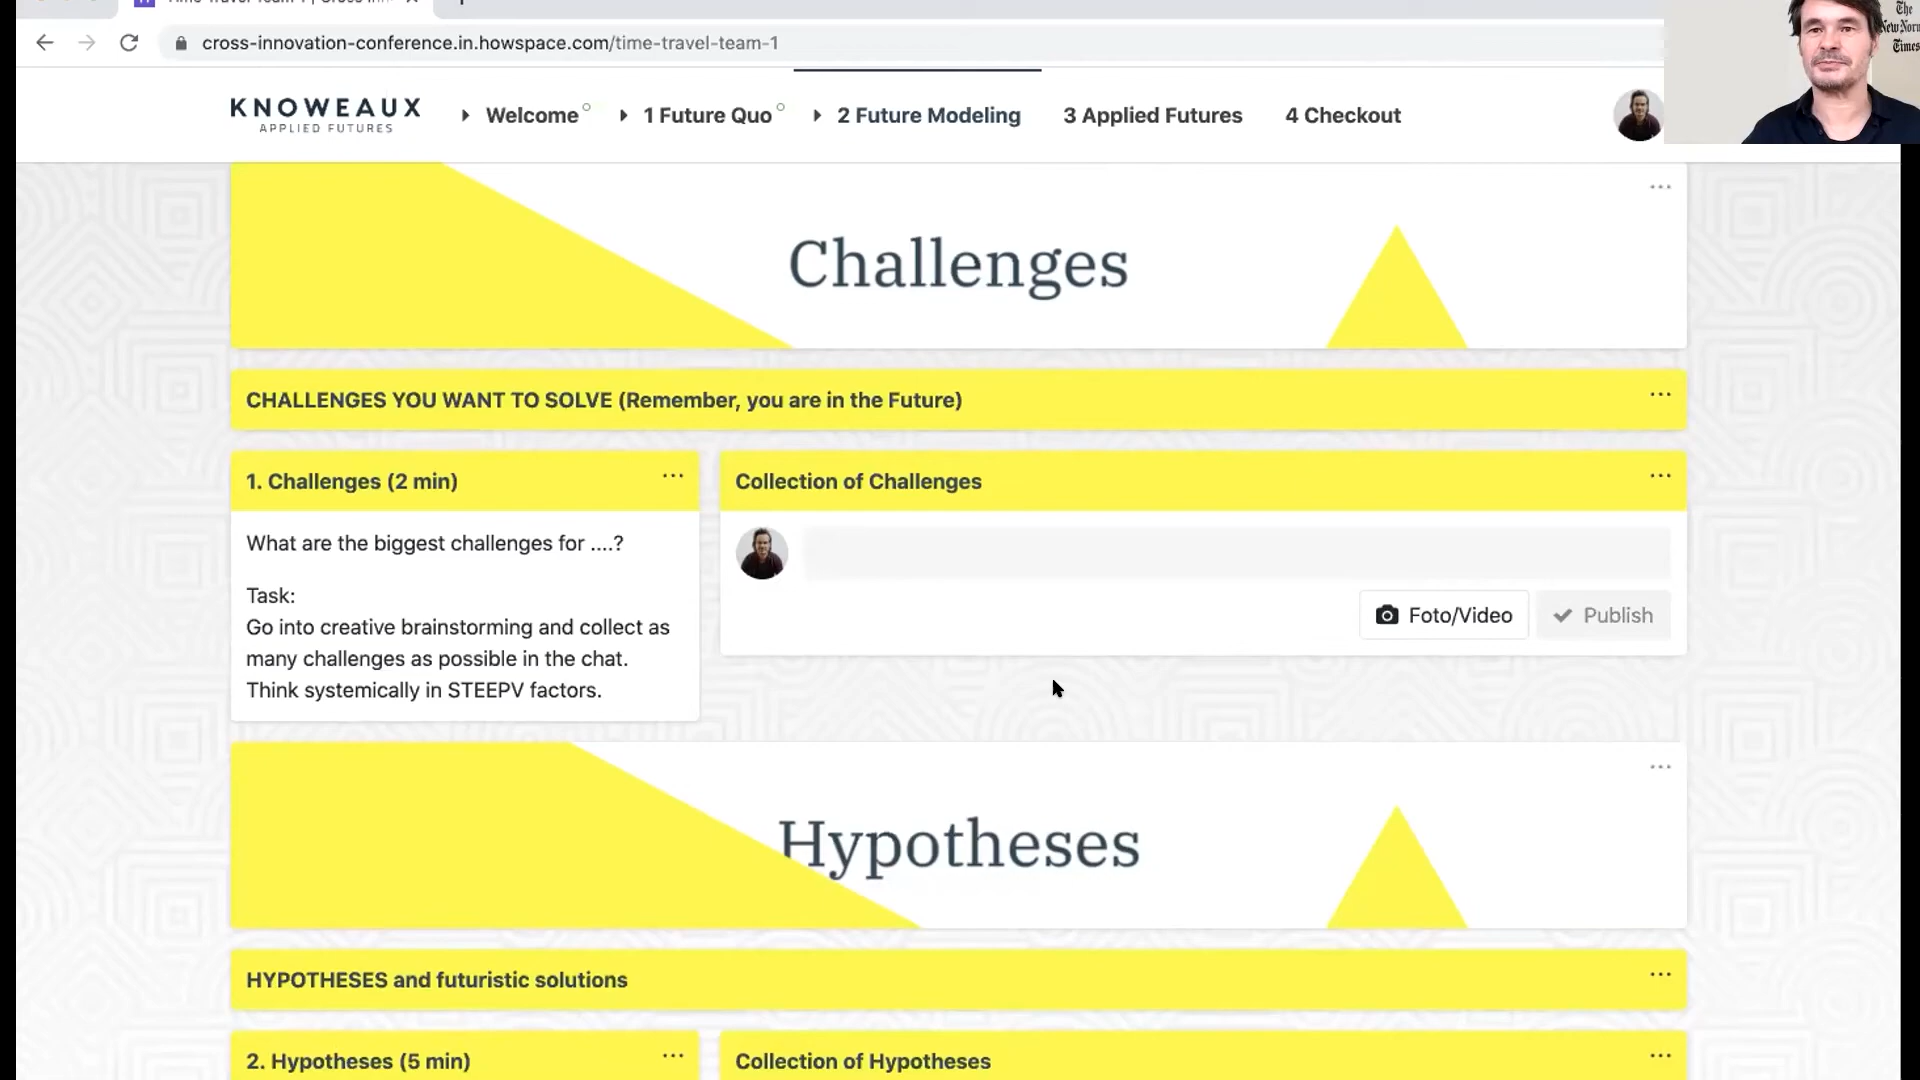 cross-innovation-conference.in.howspace.com/time-travel-team-1
The
New Norm
Times
KNOWEAUX
APPLIED FUTURES
Welcome
1 Future Quo
2 Future Modeling
3 Applied Futures
4 Checkout
Challenges
CHALLENGES YOU WANT TO SOLVE (Remember, you are in the Future)
1. Challenges (2 min)
What are the biggest challenges for ....?
Task:
Go into creative brainstorming and collect as
many challenges as possible in the chat.
Think systemically in STEEPV factors.
Collection of Challenges
Foto/Video
Publish
Hypotheses
HYPOTHESES and futuristic solutions
2. Hypotheses (5 min)
Collection of Hypotheses